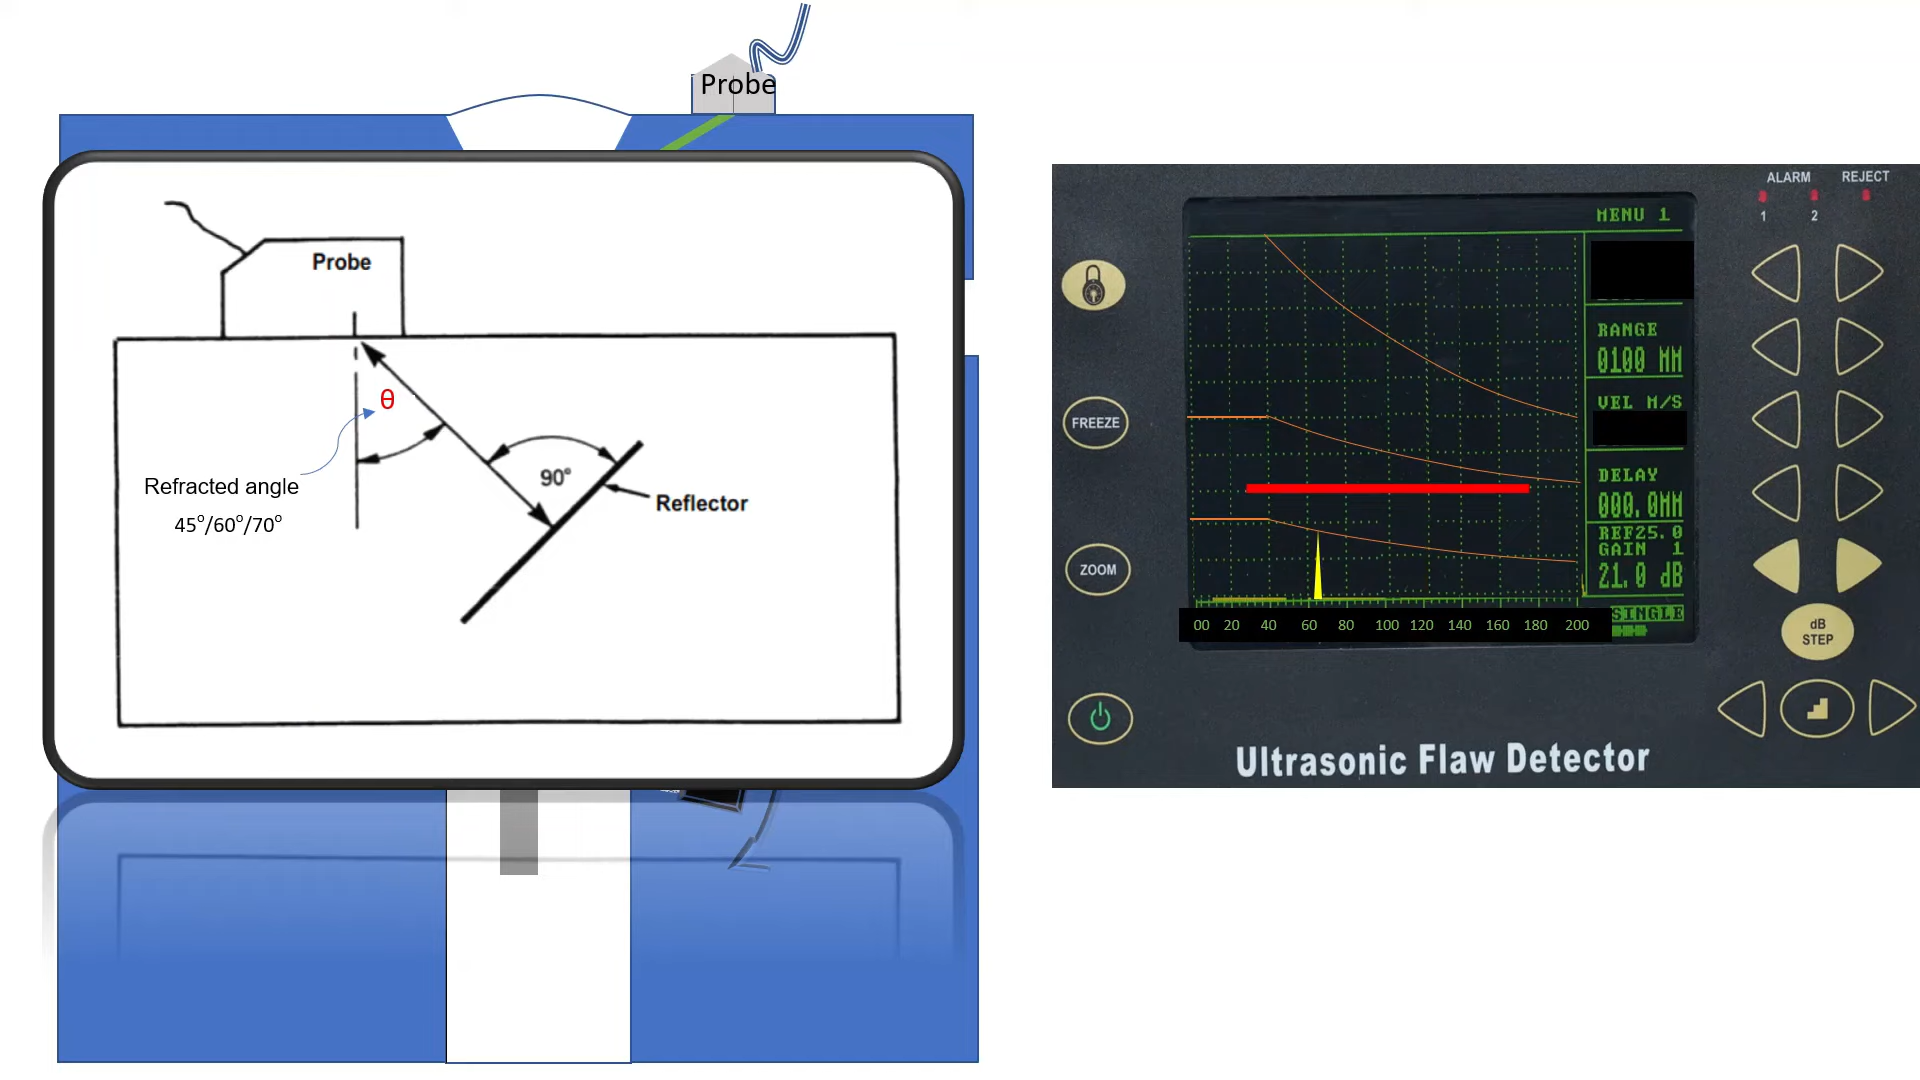 Probe
Probe
θ
Refracted angle
45°/60°/70°
90°
Reflector
ALARM
REJECT
1
2
MENU 1
RANGE
0100 MM
VEL M/S
DELAY
000.0MM
REF25.0
GAIN 1
21.0 dB
SINGLE
00 20 40 60 80 100 120 140 160 180 200
FREEZE
ZOOM
dB
STEP
Ultrasonic Flaw Detector